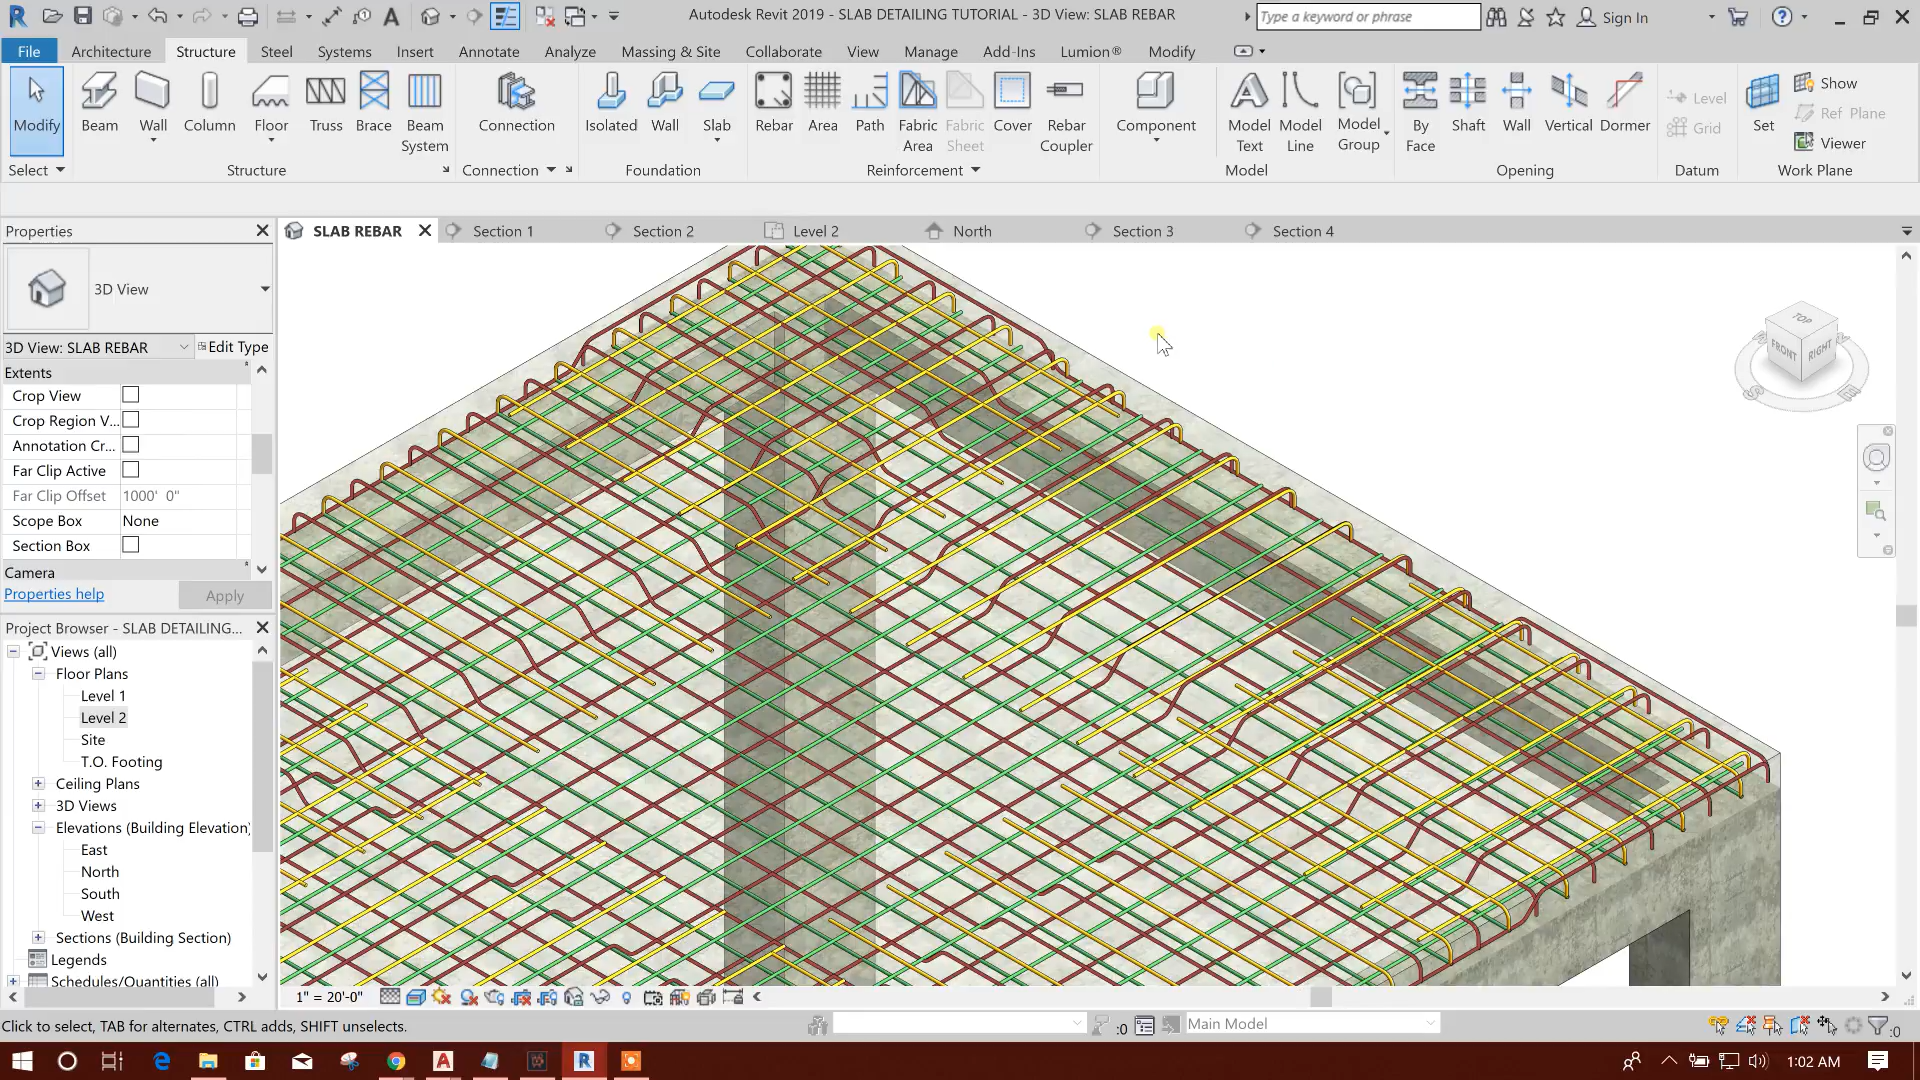 Autodesk Revit 2019 - SLAB DETAILING TUTORIAL - 3D View: SLAB REBAR
Type a keyword or phrase
Sign In
File Architecture Structure Steel Systems Insert Annotate Analyze Massing & Site Collaborate View Manage Add-Ins Lumion® Modify
Modify Beam Wall Column Floor Truss Brace Beam System Connection Isolated Wall Slab Rebar Area Path Fabric Area Fabric Sheet Cover Rebar Coupler Component Model Text Model Line Model Group By Face Shaft Wall Vertical Dormer Level Grid Set Show Ref Plane Viewer
Select Structure Connection Foundation Reinforcement Model Opening Datum Work Plane
Properties
SLAB REBAR Section 1 Section 2 Level 2 North Section 3 Section 4
3D View
3D View: SLAB REBAR Edit Type
Extents
Crop View
Crop Region V...
Annotation Cr...
Far Clip Active
Far Clip Offset 1000' 0"
Scope Box None
Section Box
Camera
Properties help Apply
TOP
FRONT RIGHT
Project Browser - SLAB DETAILING...
Views (all)
Floor Plans
Level 1
Level 2
Site
T.O. Footing
Ceiling Plans
3D Views
Elevations (Building Elevation)
East
North
South
West
Sections (Building Section)
Legends
Schedules/Quantities (all)
1" = 20'-0"
Click to select, TAB for alternates, CTRL adds, SHIFT unselects.
:0
Main Model
:0
1:02 AM